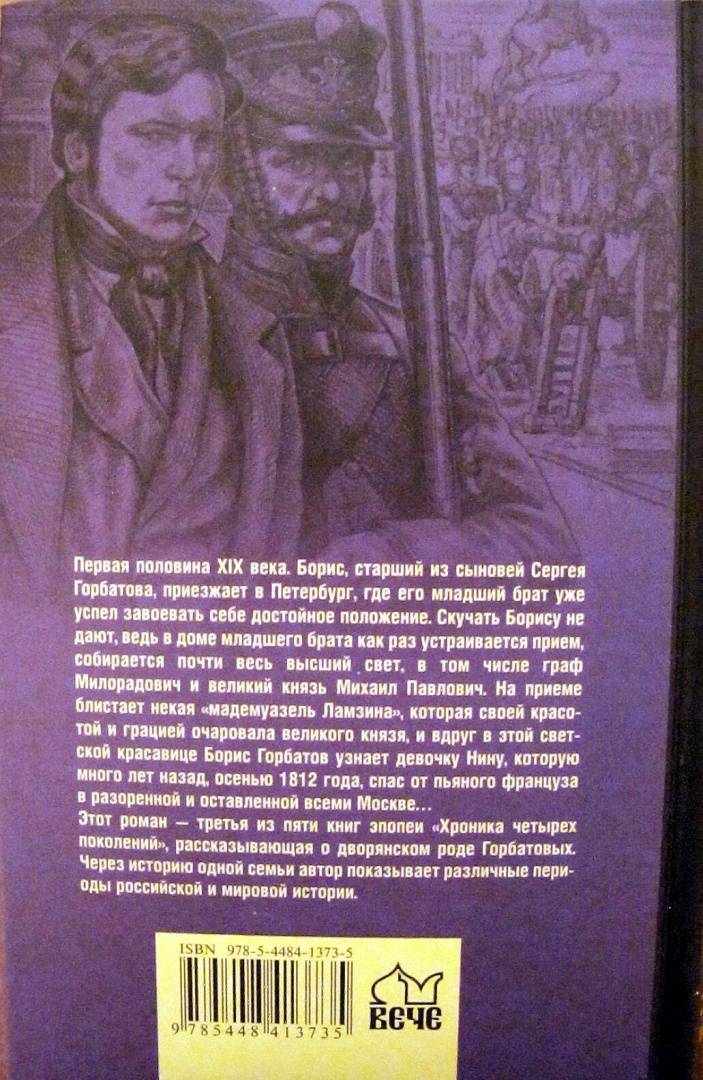 Первая половина XIX века. Борис, старший из сыновей Сергея
Горбатова, приезжает в Петербург, где его младший брат уже
успел завоевать себе достойное положение. Скучать Борису не
дают, ведь в доме младшего брата как раз устраивается прием,
собирается почти весь высший свет, в том числе граф
Милорадович и великий князь Михаил Павлович. На приеме
блистает некая «мадемуазель Ламзина», которая своей красо-
той и грацией очаровала великого князя, и вдруг в этой свет-
ской красавице Борис Горбатов узнает девочку Нину, которую
много лет назад, осенью 1812 года, спас от пьяного француза
в разоренной и оставленной всеми Москве...
Этот роман — третья из пяти книг эпопеи «Хроника четырех
поколений», рассказывающая о дворянском роде Горбатовых.
Через историю одной семьи автор показывает различные пери-
оды российской и мировой истории.
ISBN 978-5-4484-1373-5
9 785448 413735
ВЕЧЕ